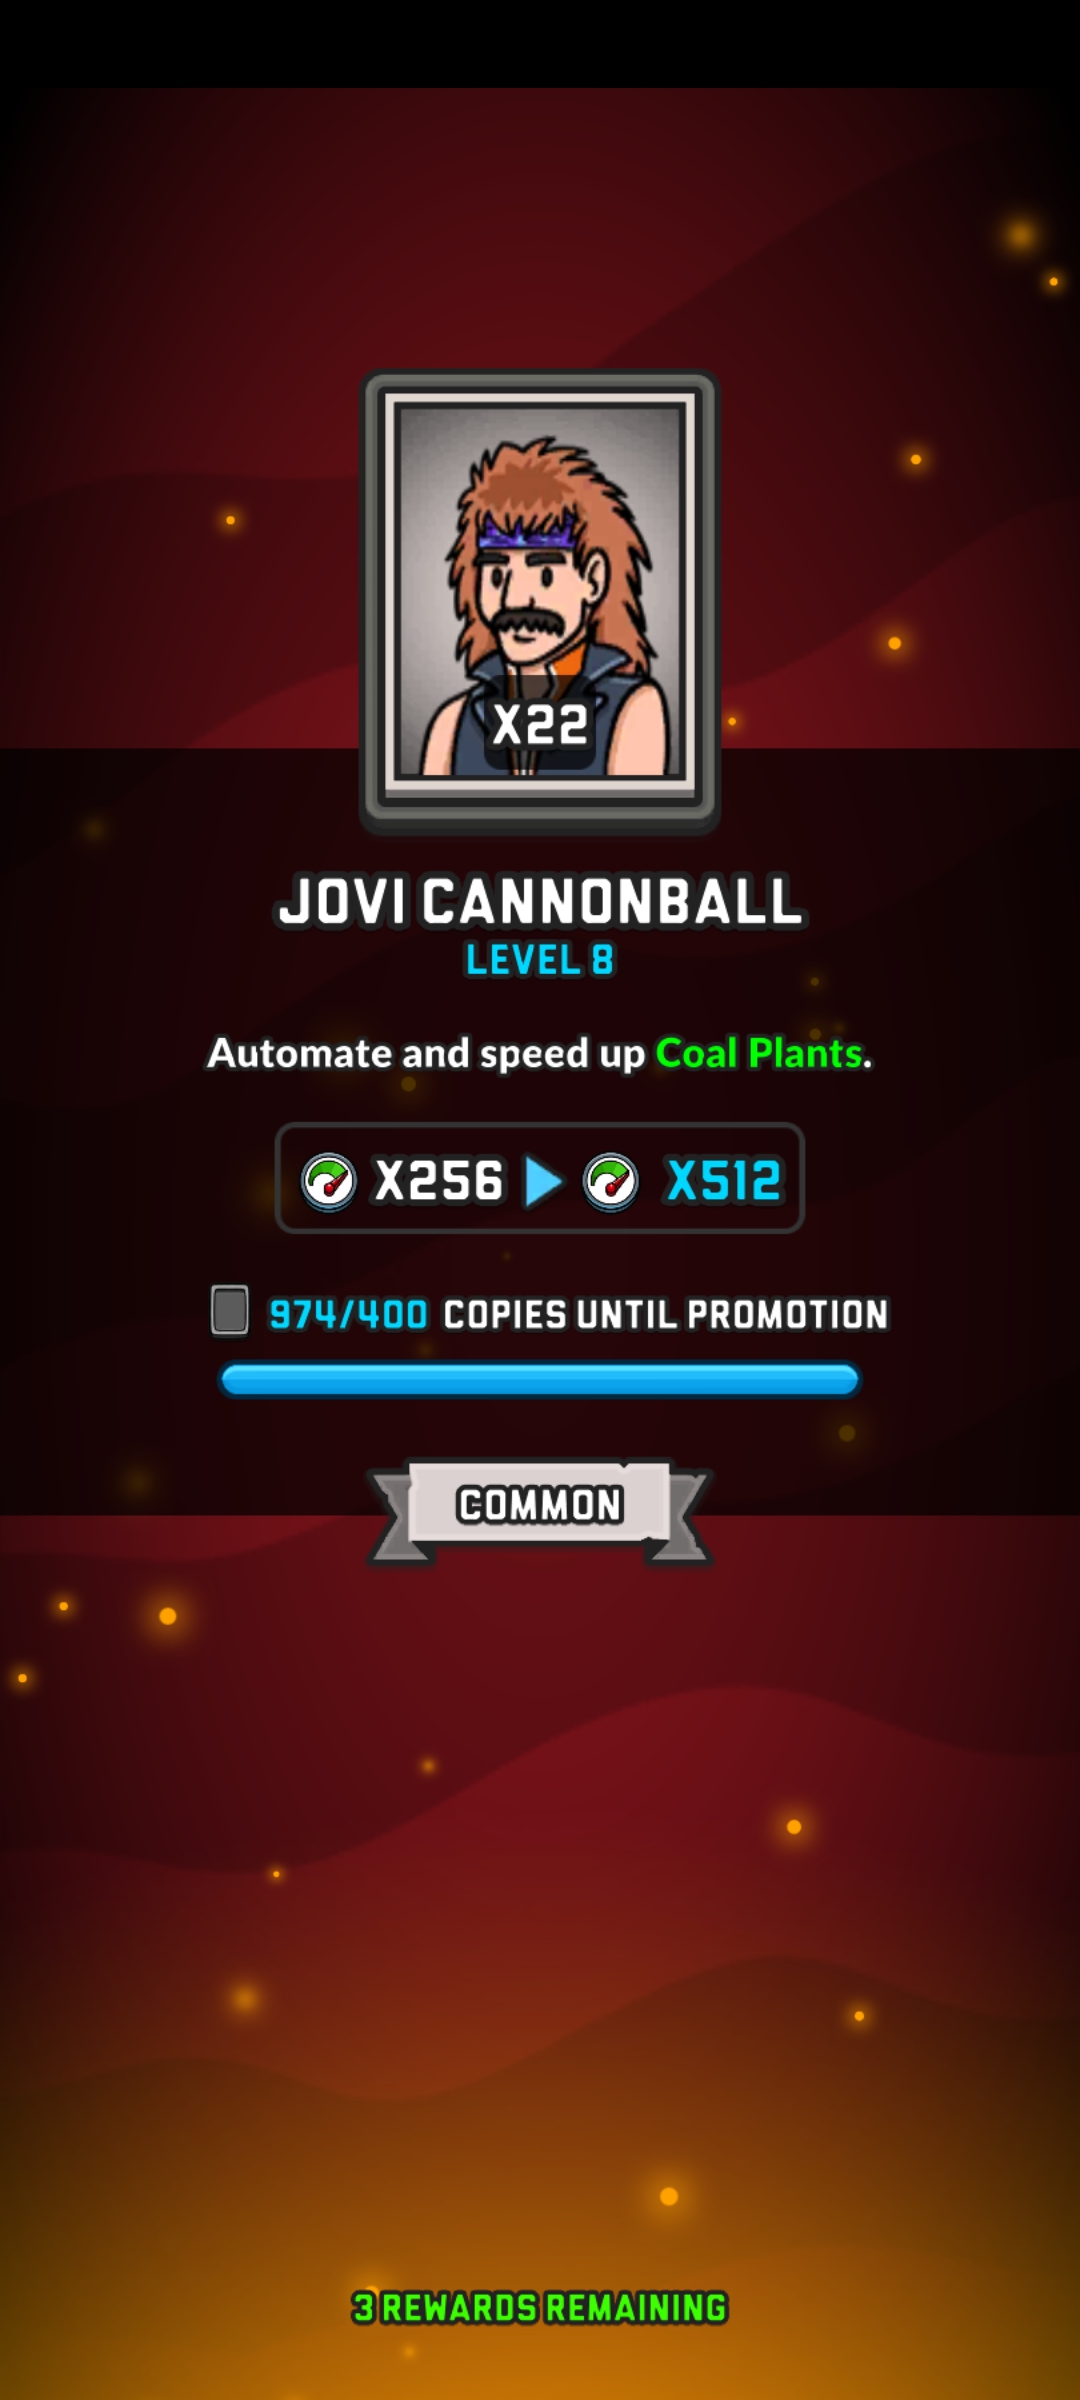 X22
JOVI CANNONBALL
LEVEL 8
Automate and speed up Coal Plants.
X256 X512
974/400 COPIES UNTIL PROMOTION
COMMON
3 REWARDS REMAINING